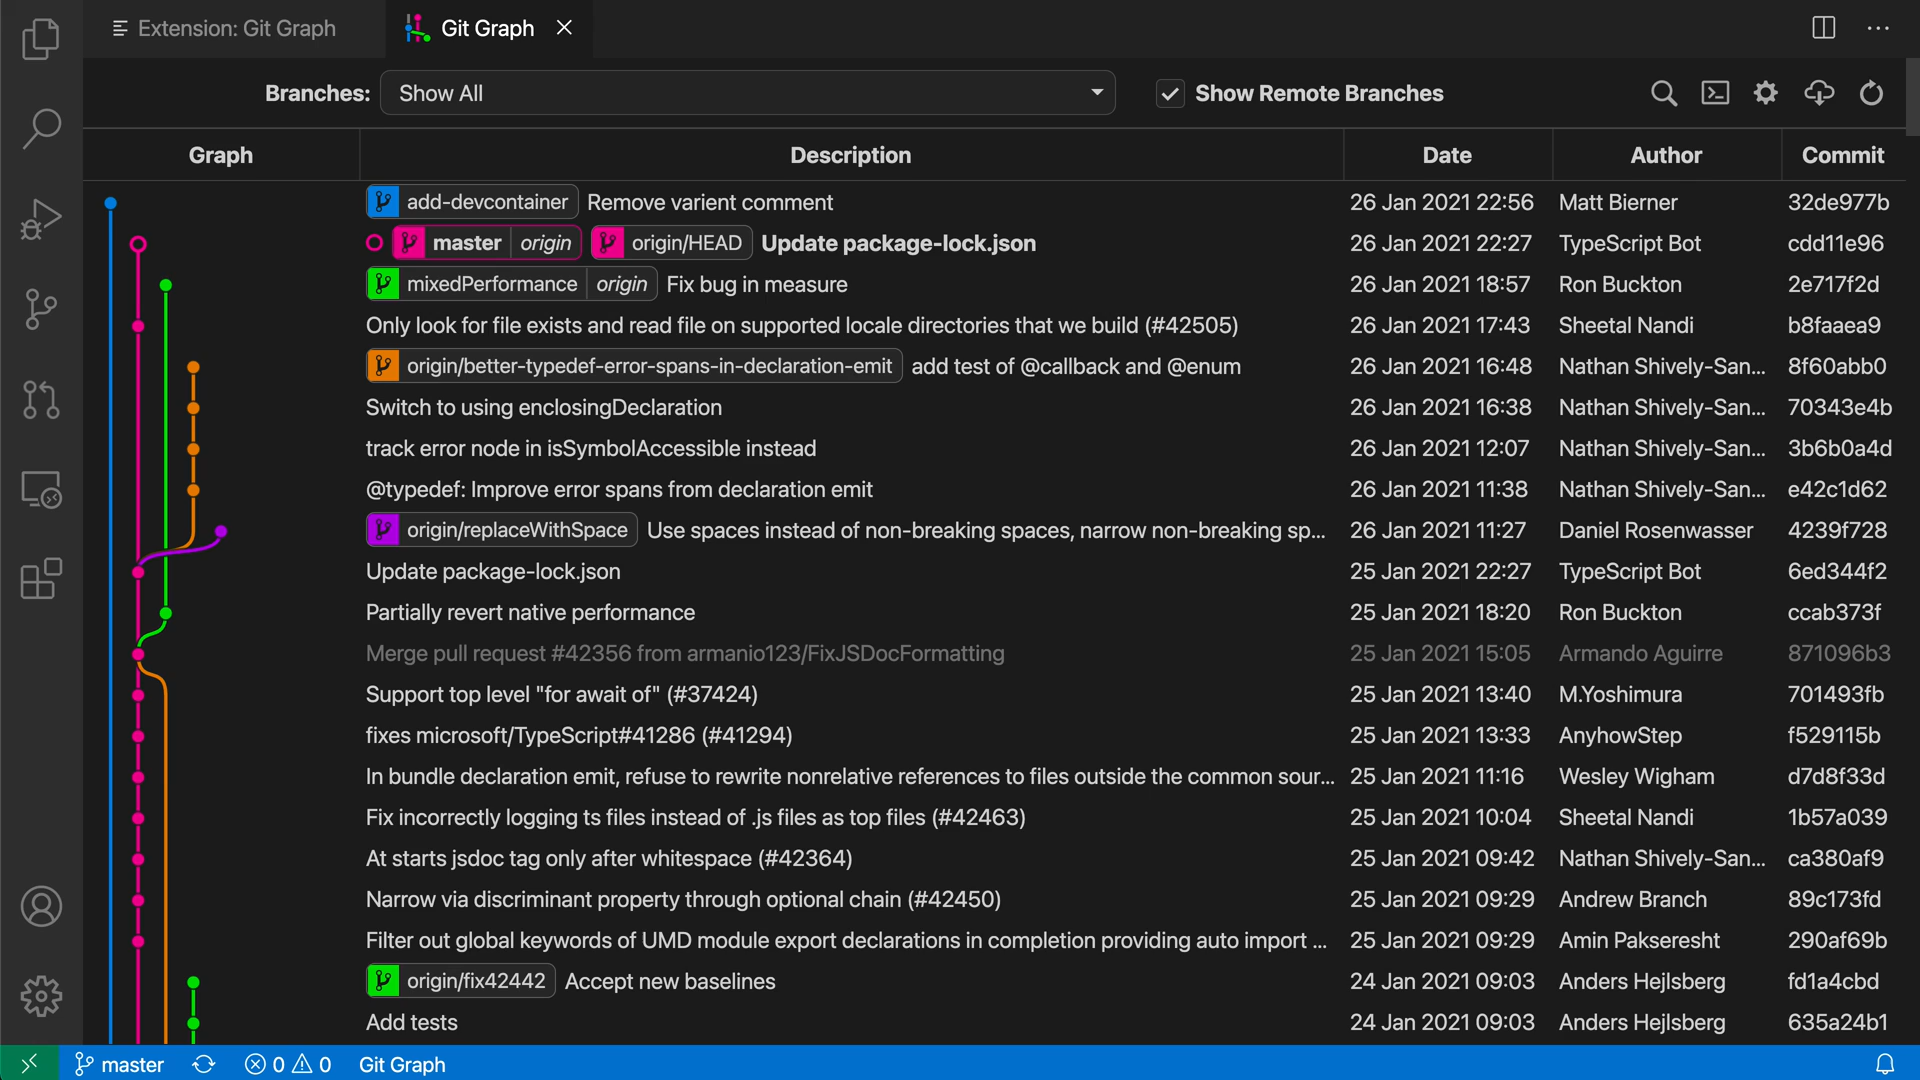 Extension: Git Graph
Git Graph
Branches: Show All Show Remote Branches
Graph Description Date Author Commit
add-devcontainer Remove varient comment 26 Jan 2021 22:56 Matt Bierner 32de977b
master origin origin/HEAD Update package-lock.json 26 Jan 2021 22:27 TypeScript Bot cdd11e96
mixedPerformance origin Fix bug in measure 26 Jan 2021 18:57 Ron Buckton 2e717f2d
Only look for file exists and read file on supported locale directories that we build (#42505) 26 Jan 2021 17:43 Sheetal Nandi b8faaea9
origin/better-typedef-error-spans-in-declaration-emit add test of @callback and @enum 26 Jan 2021 16:48 Nathan Shively-San... 8f60abb0
Switch to using enclosingDeclaration 26 Jan 2021 16:38 Nathan Shively-San... 70343e4b
track error node in isSymbolAccessible instead 26 Jan 2021 12:07 Nathan Shively-San... 3b6b0a4d
@typedef: Improve error spans from declaration emit 26 Jan 2021 11:38 Nathan Shively-San... e42c1d62
origin/replaceWithSpace Use spaces instead of non-breaking spaces, narrow non-breaking sp... 26 Jan 2021 11:27 Daniel Rosenwasser 4239f728
Update package-lock.json 25 Jan 2021 22:27 TypeScript Bot 6ed344f2
Partially revert native performance 25 Jan 2021 18:20 Ron Buckton ccab373f
Merge pull request #42356 from armanio123/FixJSDocFormatting 25 Jan 2021 15:05 Armando Aguirre 871096b3
Support top level "for await of" (#37424) 25 Jan 2021 13:40 M.Yoshimura 701493fb
fixes microsoft/TypeScript#41286 (#41294) 25 Jan 2021 13:33 AnyhowStep f529115b
In bundle declaration emit, refuse to rewrite nonrelative references to files outside the common sour... 25 Jan 2021 11:16 Wesley Wigham d7d8f33d
Fix incorrectly logging ts files instead of .js files as top files (#42463) 25 Jan 2021 10:04 Sheetal Nandi 1b57a039
At starts jsdoc tag only after whitespace (#42364) 25 Jan 2021 09:42 Nathan Shively-San... ca380af9
Narrow via discriminant property through optional chain (#42450) 25 Jan 2021 09:29 Andrew Branch 89c173fd
Filter out global keywords of UMD module export declarations in completion providing auto import ... 25 Jan 2021 09:29 Amin Pakseresht 290af69b
origin/fix42442 Accept new baselines 24 Jan 2021 09:03 Anders Hejlsberg fd1a4cbd
Add tests 24 Jan 2021 09:03 Anders Hejlsberg 635a24b1
master 0 0 Git Graph